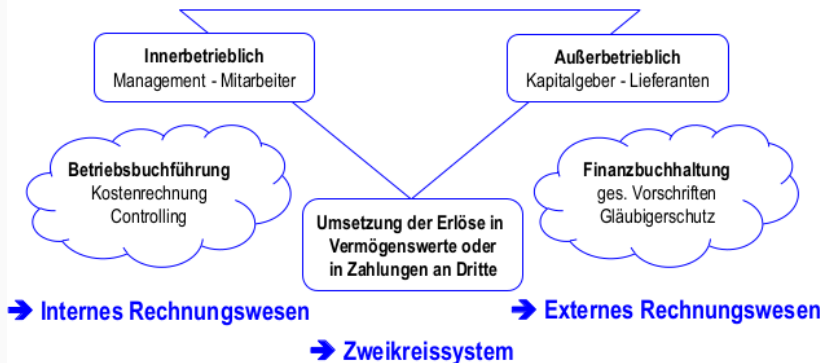 Innerbetrieblich
Management - Mitarbeiter
Außerbetrieblich
Kapitalgeber - Lieferanten
Betriebsbuchführung
Kostenrechnung
Controlling
Umsetzung der Erlöse in
Vermögenswerte oder
in Zahlungen an Dritte
Finanzbuchhaltung
ges. Vorschriften
Gläubigerschutz
➔ Internes Rechnungswesen
➔ Externes Rechnungswesen
➔ Zweikreissystem